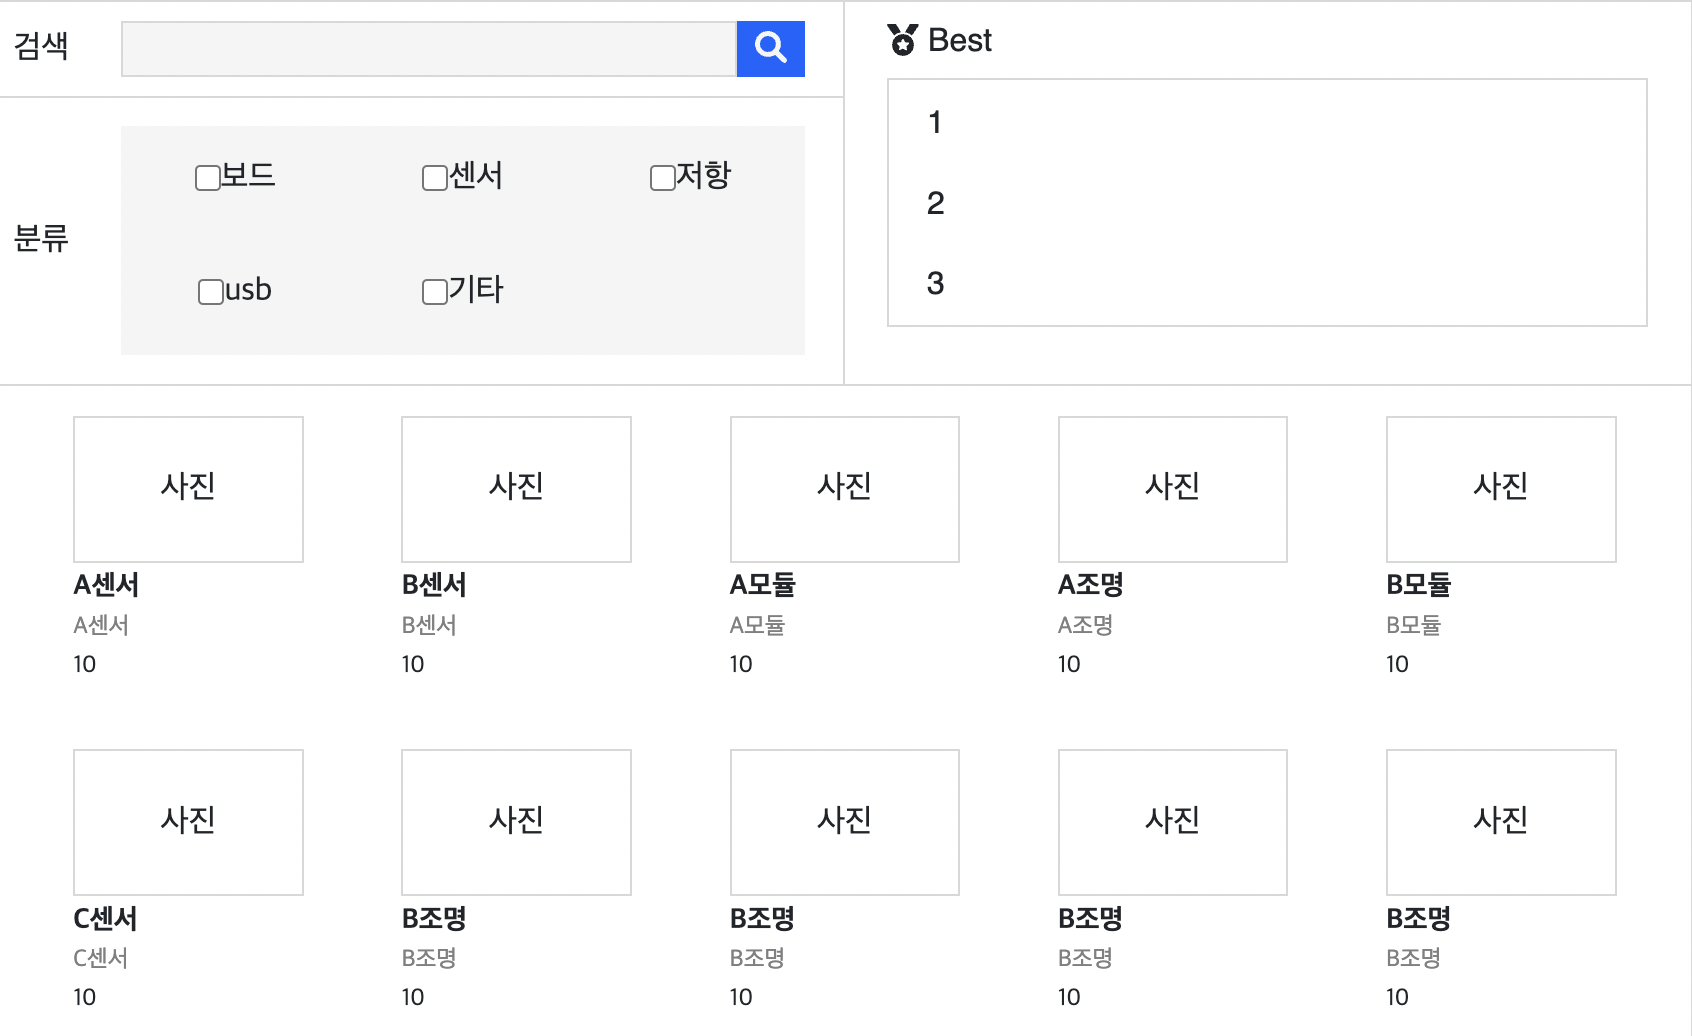 검색
분류
보드 센서 저항
usb 기타
Best
1
2
3
사진 사진 사진 사진 사진
A센서 B센서 A모듈 A조명 B모듈
A센서 B센서 A모듈 A조명 B모듈
10 10 10 10 10
사진 사진 사진 사진 사진
C센서 B조명 B조명 B조명 B조명
C센서 B조명 B조명 B조명 B조명
10 10 10 10 10